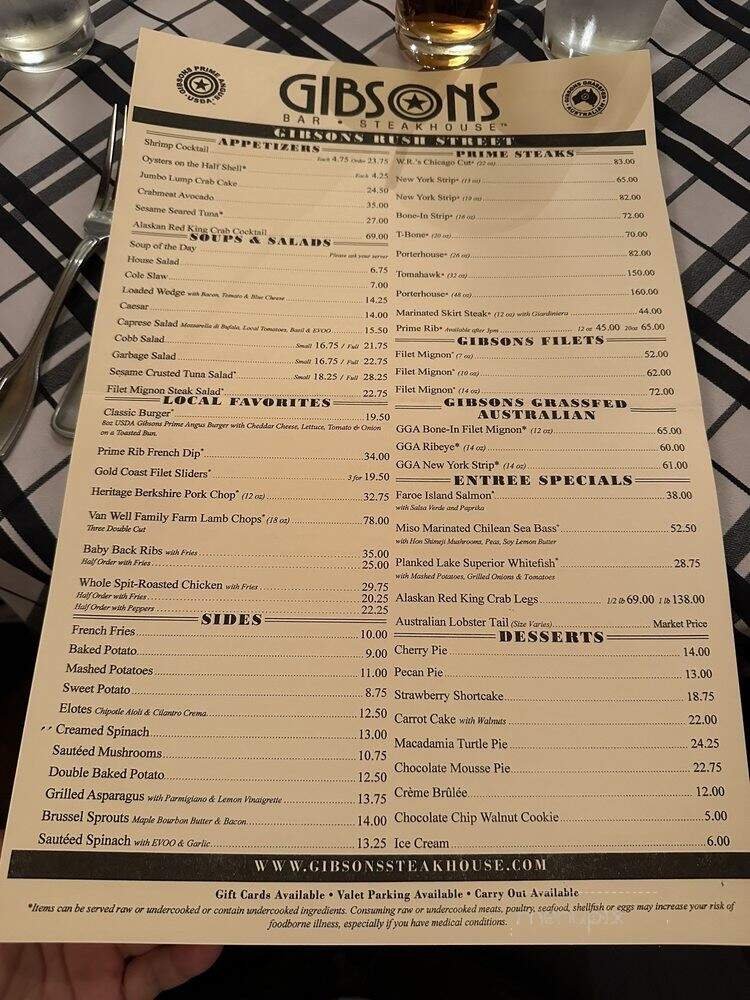 GIBSONS PRIME ANGUS
USDA
GIBSONS
BAR • STEAKHOUSE
GIBSONS GRASSFED
AUSTRALIAN
GIBSONS RUSH STREET
APPETIZERS
Shrimp Cocktail Each 4.75 Order 23.75
Oysters on the Half Shell* Each 4.25
Jumbo Lump Crab Cake 24.50
Crabmeat Avocado 35.00
Sesame Seared Tuna* 27.00
Alaskan Red King Crab Cocktail 69.00
SOUPS & SALADS
Soup of the Day Please ask your server
House Salad 6.75
Cole Slaw 7.00
Loaded Wedge with Bacon, Tomato & Blue Cheese 14.25
Caesar 14.00
Caprese Salad Mozzarella di Bufala, Local Tomatoes, Basil & EVOO 15.50
Cobb Salad Small 16.75 / Full 21.75
Garbage Salad Small 16.75 / Full 22.75
Sesame Crusted Tuna Salad* Small 18.25 / Full 28.25
Filet Mignon Steak Salad* 22.75
LOCAL FAVORITES
Classic Burger* 19.50
8oz USDA Gibsons Prime Angus Burger with Cheddar Cheese, Lettuce, Tomato & Onion
on a Toasted Bun.
Prime Rib French Dip* 34.00
Gold Coast Filet Sliders* 3 for 19.50
Heritage Berkshire Pork Chop* (12 oz) 32.75
Van Well Family Farm Lamb Chops* (18 oz) 78.00
Three Double Cut
Baby Back Ribs with Fries 35.00
Half Order with Fries 25.00
Whole Spit-Roasted Chicken with Fries 29.75
Half Order with Fries 20.25
Half Order with Peppers 22.25
SIDES
French Fries 10.00
Baked Potato 9.00
Mashed Potatoes 11.00
Sweet Potato 8.75
Elotes Chipotle Aioli & Cilantro Crema 12.50
Creamed Spinach 13.00
Sautéed Mushrooms 10.75
Double Baked Potato 12.50
Grilled Asparagus with Parmigiano & Lemon Vinaigrette 13.75
Brussel Sprouts Maple Bourbon Butter & Bacon 14.00
Sautéed Spinach with EVOO & Garlic 13.25
PRIME STEAKS
W.R.'s Chicago Cut* (22 oz) 83.00
New York Strip* (13 oz) 65.00
New York Strip* (19 oz) 82.00
Bone-In Strip* (16 oz) 72.00
T-Bone* (20 oz) 70.00
Porterhouse* (26 oz) 82.00
Tomahawk* (32 oz) 150.00
Porterhouse* (48 oz) 160.00
Marinated Skirt Steak* (12 oz) with Giardiniera 44.00
Prime Rib* Available after 3pm 12 oz 45.00 20oz 65.00
GIBSONS FILETS
Filet Mignon* (7 oz) 52.00
Filet Mignon* (10 oz) 62.00
Filet Mignon* (14 oz) 72.00
GIBSONS GRASSFED
AUSTRALIAN
GGA Bone-In Filet Mignon* (12 oz) 65.00
GGA Ribeye* (14 oz) 60.00
GGA New York Strip* (14 oz) 61.00
ENTREE SPECIALS
Faroe Island Salmon* 38.00
with Salsa Verde and Paprika
Miso Marinated Chilean Sea Bass* 52.50
with Hon Shimeji Mushrooms, Peas, Soy Lemon Butter
Planked Lake Superior Whitefish* 28.75
with Mashed Potatoes, Grilled Onions & Tomatoes
Alaskan Red King Crab Legs 1/2 lb 69.00 1 lb 138.00
Australian Lobster Tail (Size Varies) Market Price
DESSERTS
Cherry Pie 14.00
Pecan Pie 13.00
Strawberry Shortcake 18.75
Carrot Cake with Walnuts 22.00
Macadamia Turtle Pie 24.25
Chocolate Mousse Pie 22.75
Crème Brûlée 12.00
Chocolate Chip Walnut Cookie 5.00
Ice Cream 6.00
WWW.GIBSONSSTEAKHOUSE.COM
Gift Cards Available • Valet Parking Available • Carry Out Available
*Items can be served raw or undercooked or contain undercooked ingredients. Consuming raw or undercooked meats, poultry, seafood, shellfish or eggs may increase your risk of
foodborne illness, especially if you have medical conditions.